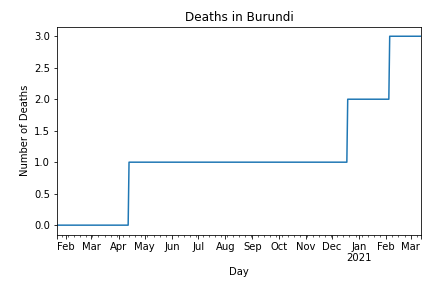 Deaths in Burundi
Number of Deaths
3.0
2.5
2.0
1.5
1.0
0.5
0.0
Feb Mar Apr May Jun Jul Aug Sep Oct Nov Dec Jan Feb Mar
2021
Day